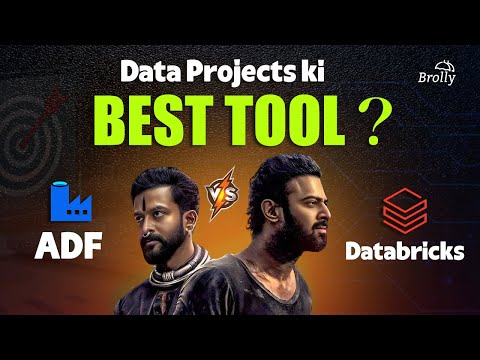 Data Projects ki
Brolly
BEST TOOL ?
VS
ADF
Databricks